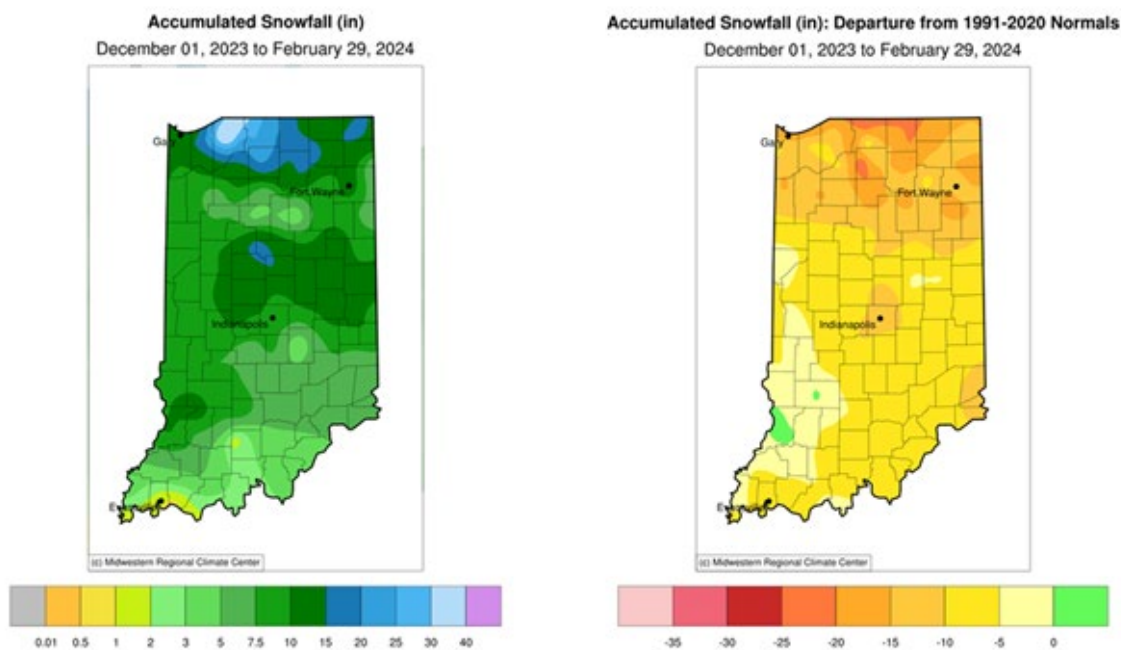 Accumulated Snowfall (in)
December 01, 2023 to February 29, 2024
Gary
Fort Wayne
Indianapolis
(c) Midwestern Regional Climate Center
0.01 0.5 1 2 3 5 7.5 10 15 20 25 30 40
Accumulated Snowfall (in): Departure from 1991-2020 Normals
December 01, 2023 to February 29, 2024
Gary
Fort Wayne
Indianapolis
(c) Midwestern Regional Climate Center
-35 -30 -25 -20 -15 -10 -5 0